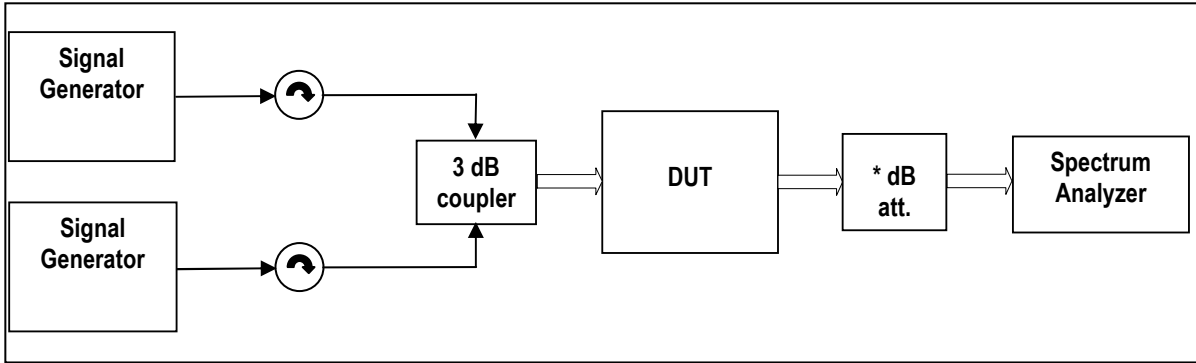 Signal
Generator
3 dB
coupler
DUT
* dB
att.
Spectrum
Analyzer
Signal
Generator